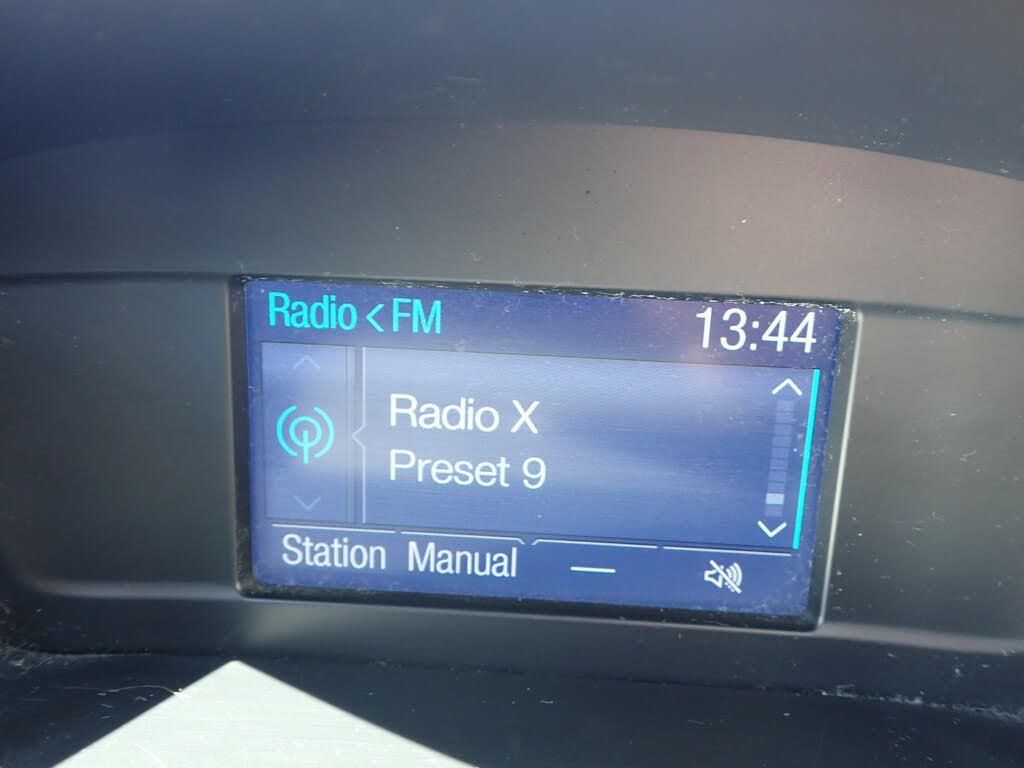 Radio < FM 13:44
Radio X
Preset 9
Station Manual